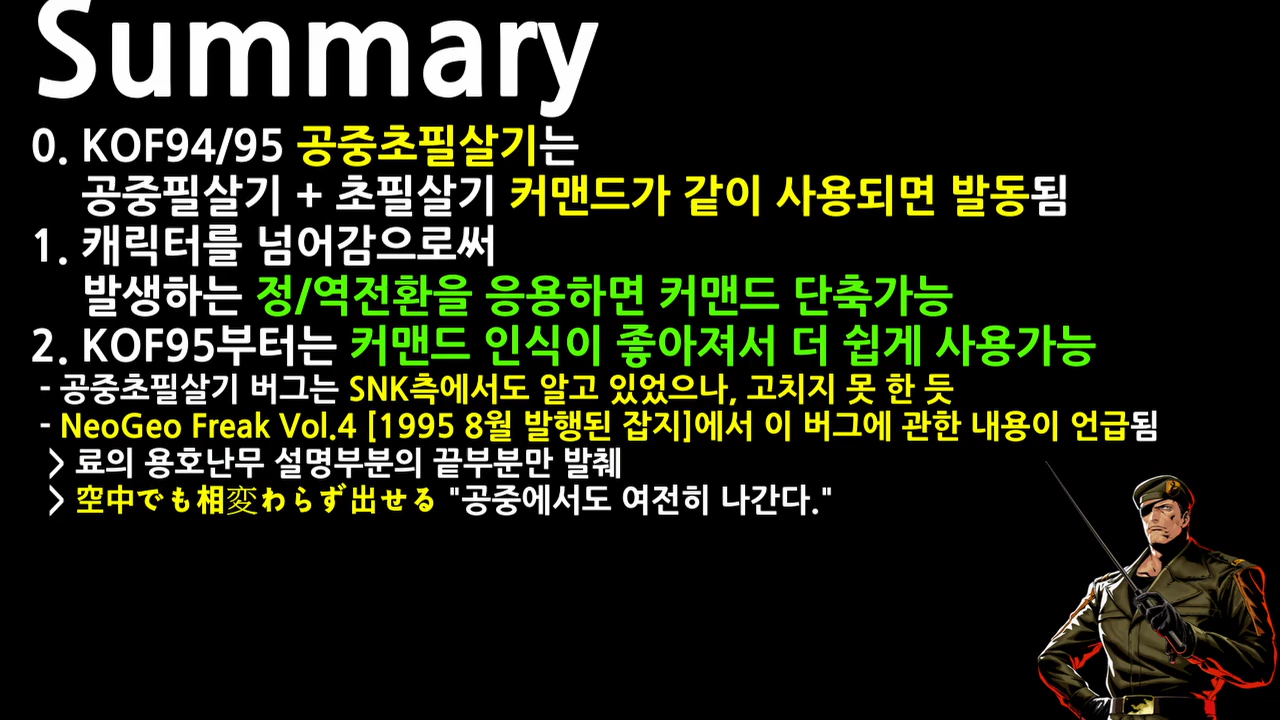 Summary
0. KOF94/95 공중초필살기는
공중필살기 + 초필살기 커맨드가 같이 사용되면 발동됨
1. 캐릭터를 넘어감으로써
발생하는 정/역전환을 응용하면 커맨드 단축가능
2. KOF95부터는 커맨드 인식이 좋아져서 더 쉽게 사용가능
- 공중초필살기 버그는 SNK측에서도 알고 있었으나, 고치지 못 한 듯
- NeoGeo Freak Vol.4 [1995 8월 발행된 잡지]에서 이 버그에 관한 내용이 언급됨
> 료의 용호난무 설명부분의 끝부분만 발췌
> 空中でも相変わらず出せる "공중에서도 여전히 나간다."